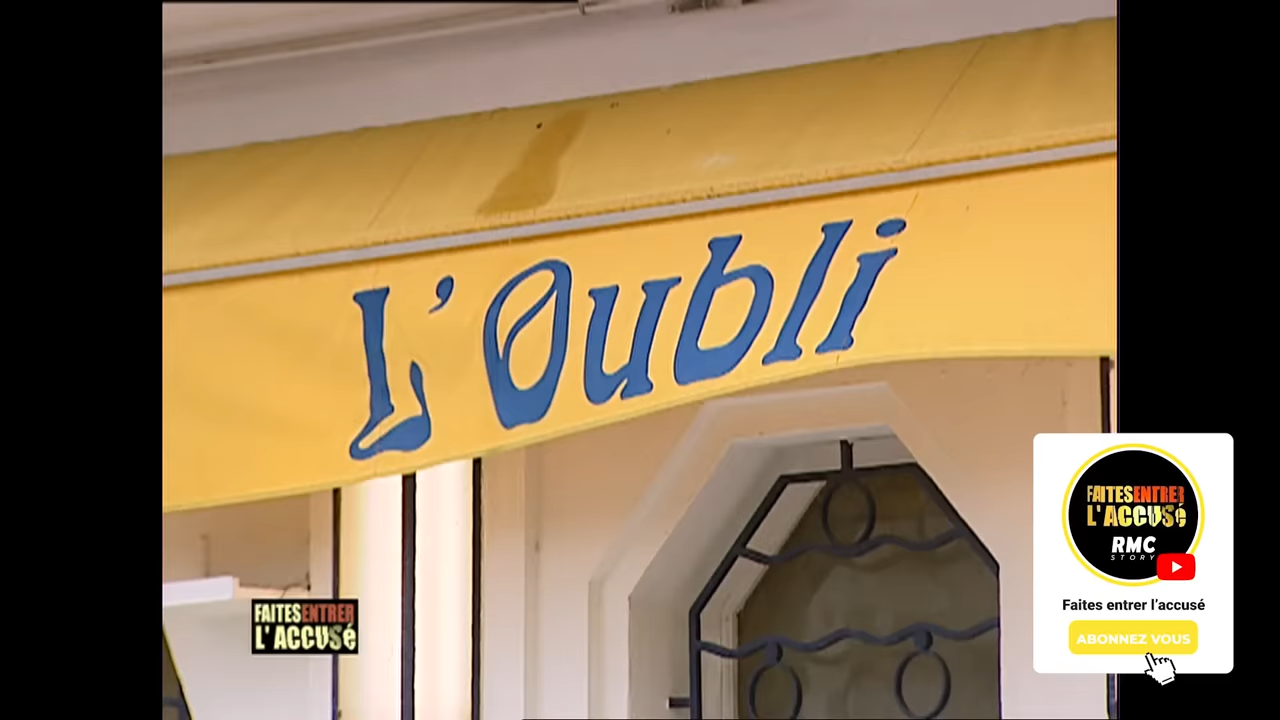 L'Oubli
FAITES ENTRER
L'ACCUSé
FAITES ENTRER
L'ACCUSé
RMC
STORY
Faites entrer l'accusé
ABONNEZ VOUS